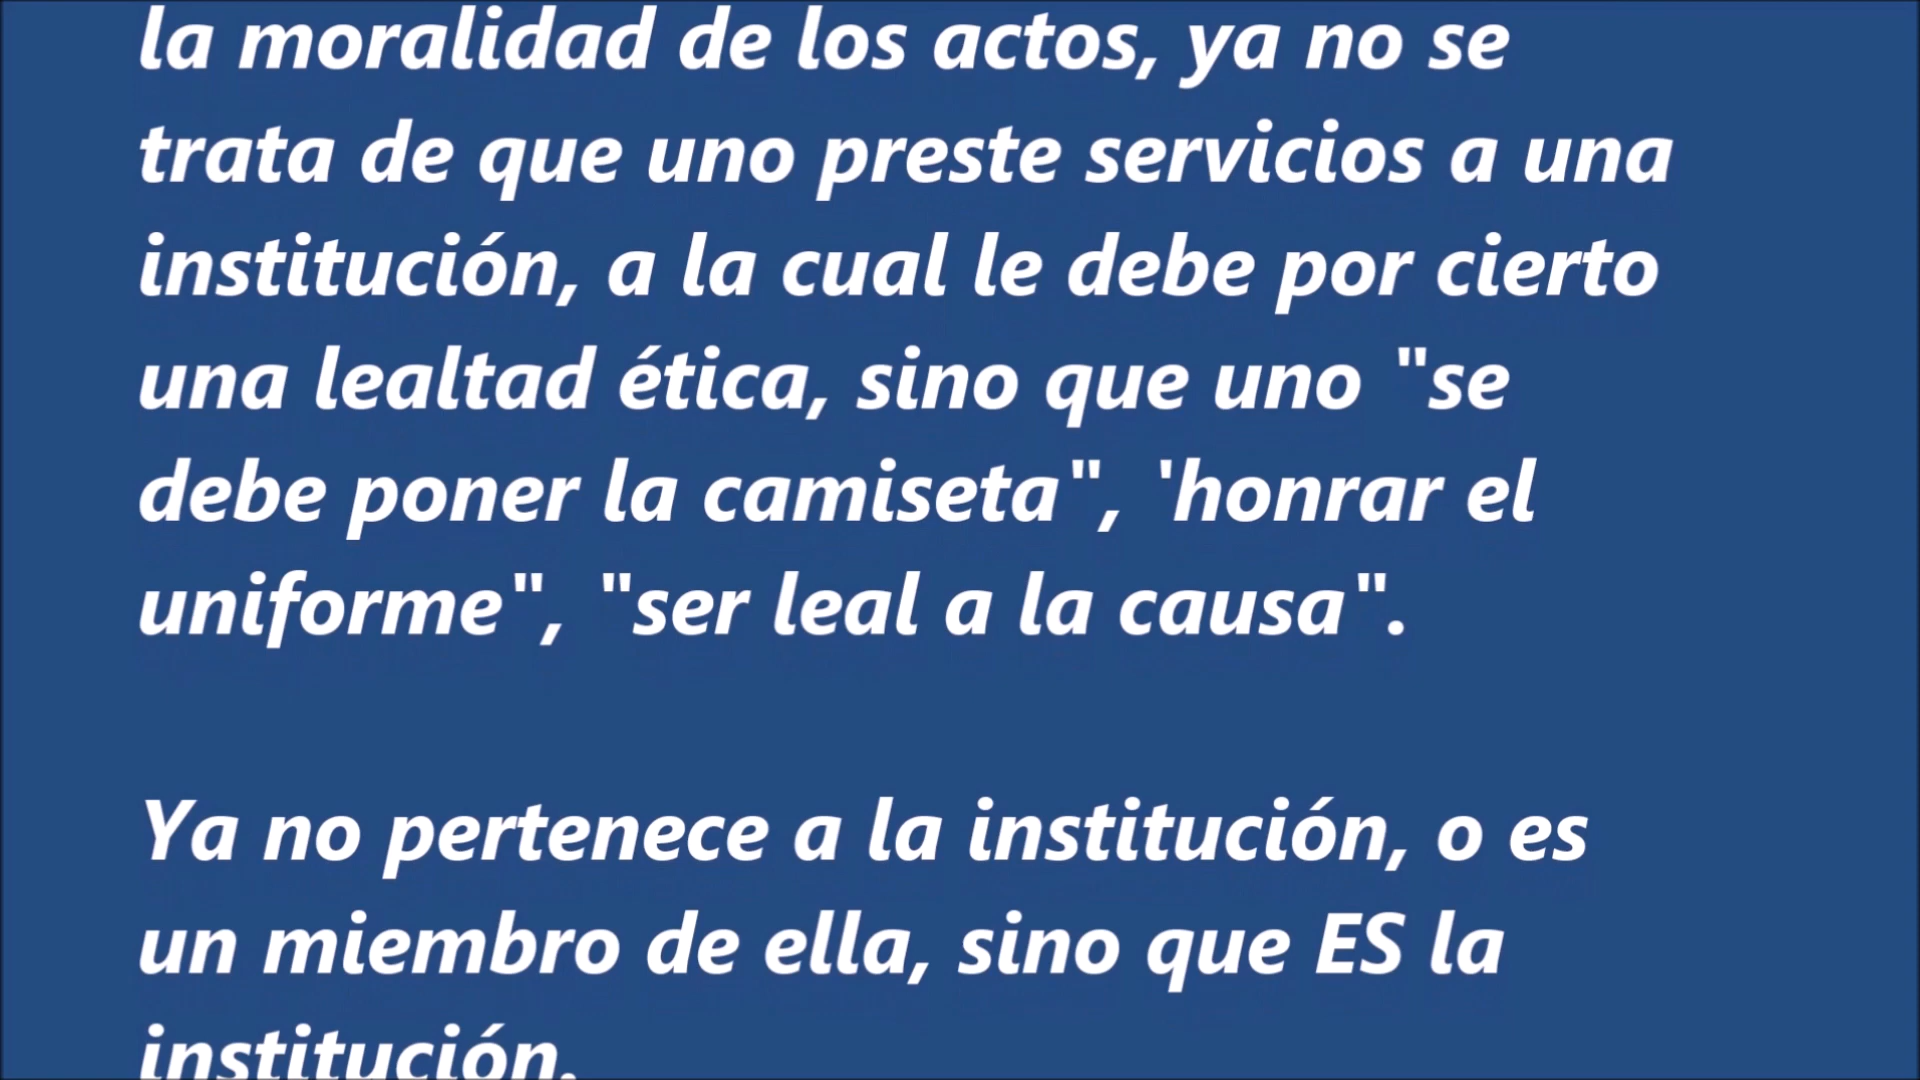 la moralidad de los actos, ya no se
trata de que uno preste servicios a una
institución, a la cual le debe por cierto
una lealtad ética, sino que uno "se
debe poner la camiseta", 'honrar el
uniforme", "ser leal a la causa".
Ya no pertenece a la institución, o es
un miembro de ella, sino que ES la
institución.